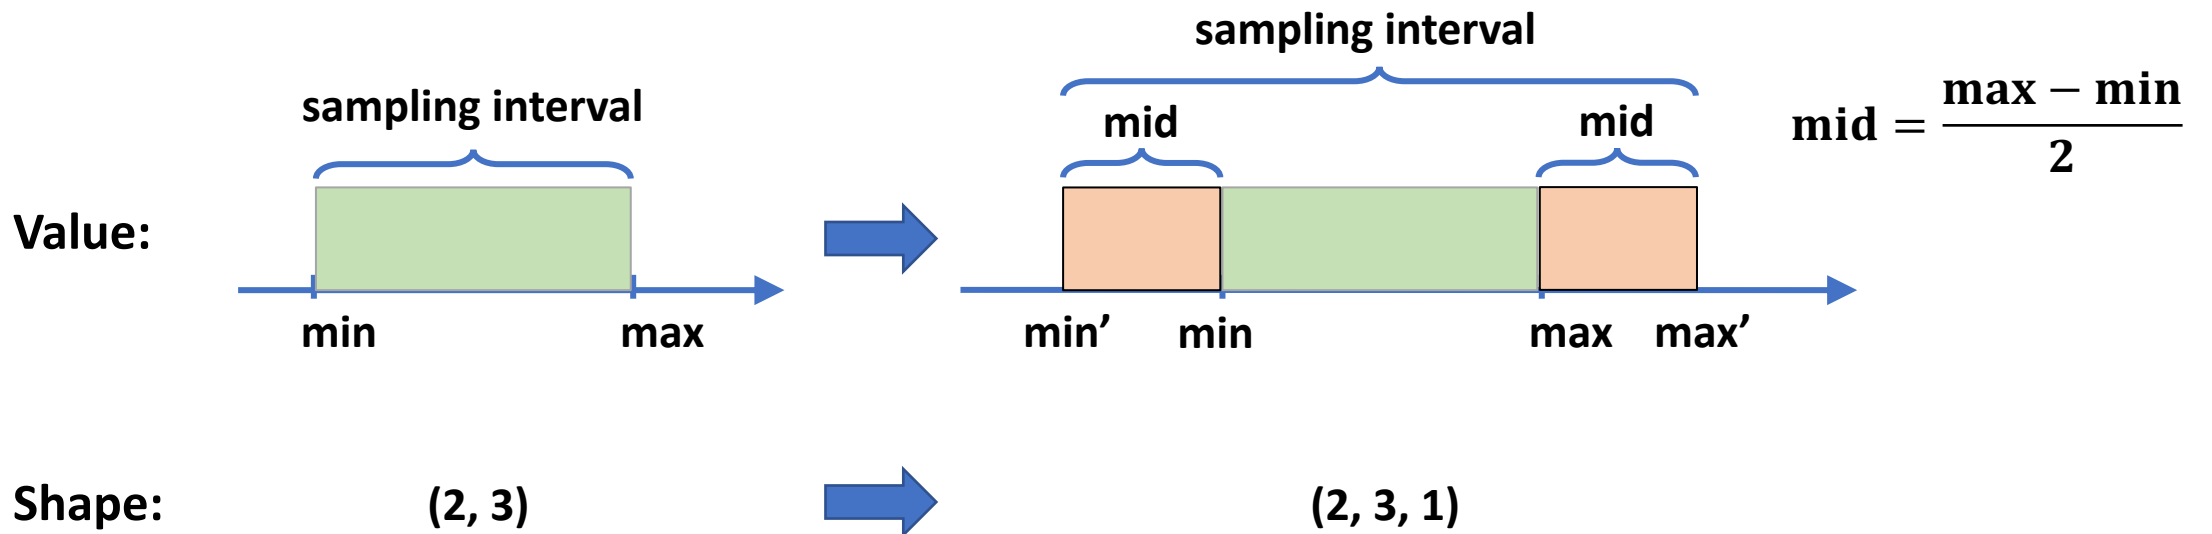 sampling interval
sampling interval
mid
mid
mid = max − min / 2
Value:
min
max
min’
min
max
max’
Shape:
(2, 3)
(2, 3, 1)